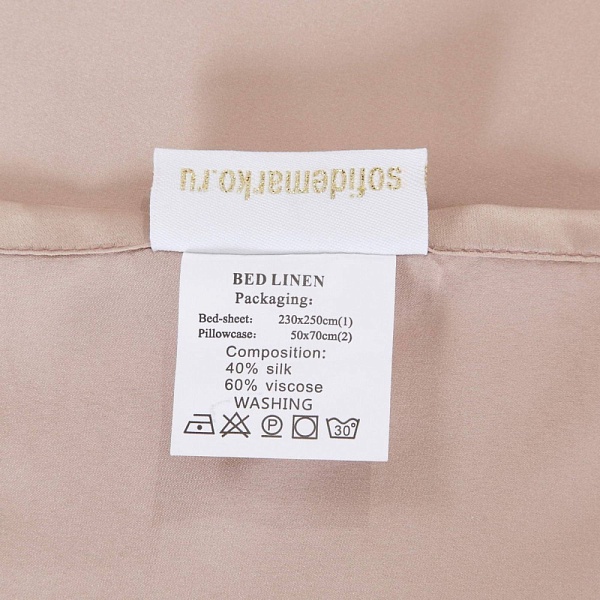 sofidemarko.ru
BED LINEN
Packaging:
Bed-sheet: 230x250cm(1)
Pillowcase: 50x70cm(2)
Composition:
40% silk
60% viscose
WASHING
P 30°